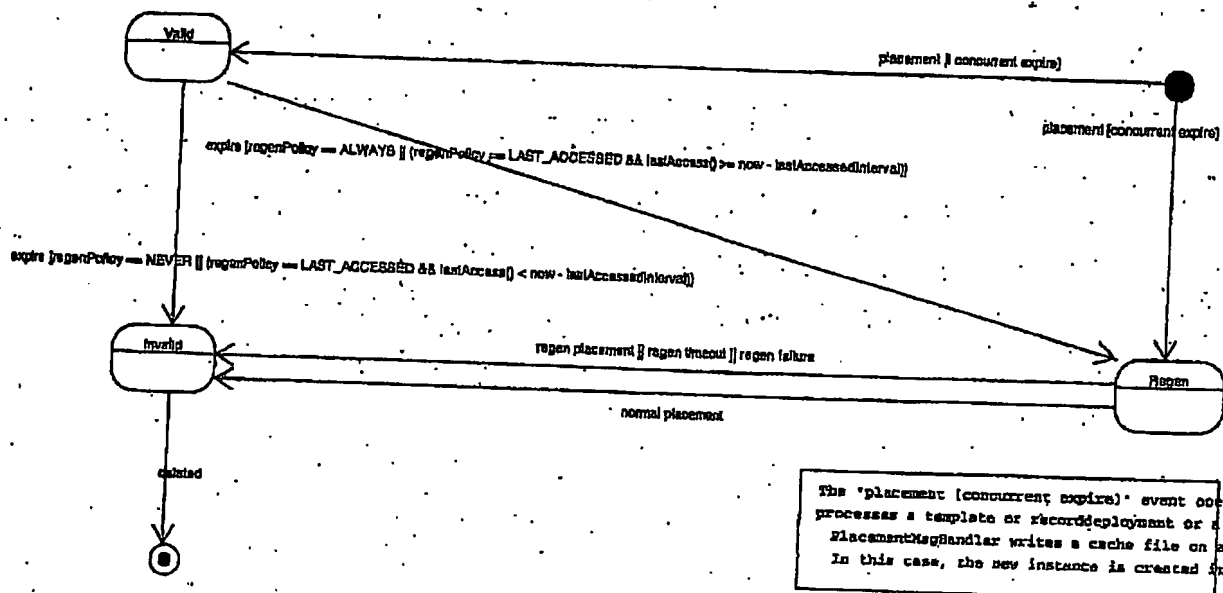 Valid
placement [! concurrent expire]
placement [concurrent expire]
expire [regenPolicy == ALWAYS || (regenPolicy == LAST_ACCESSED && lastAccess() >= now - lastAccessedInterval)]
expire [regenPolicy == NEVER || (regenPolicy == LAST_ACCESSED && lastAccess() < now - lastAccessedInterval)]
Invalid
regen placement || regen timeout || regen failure
Regen
normal placement
deleted
The "placement [concurrent expire]" event
processes a template or recorddeployment or a
PlacementMsgHandler writes a cache file on a
In this case, the new instance is created